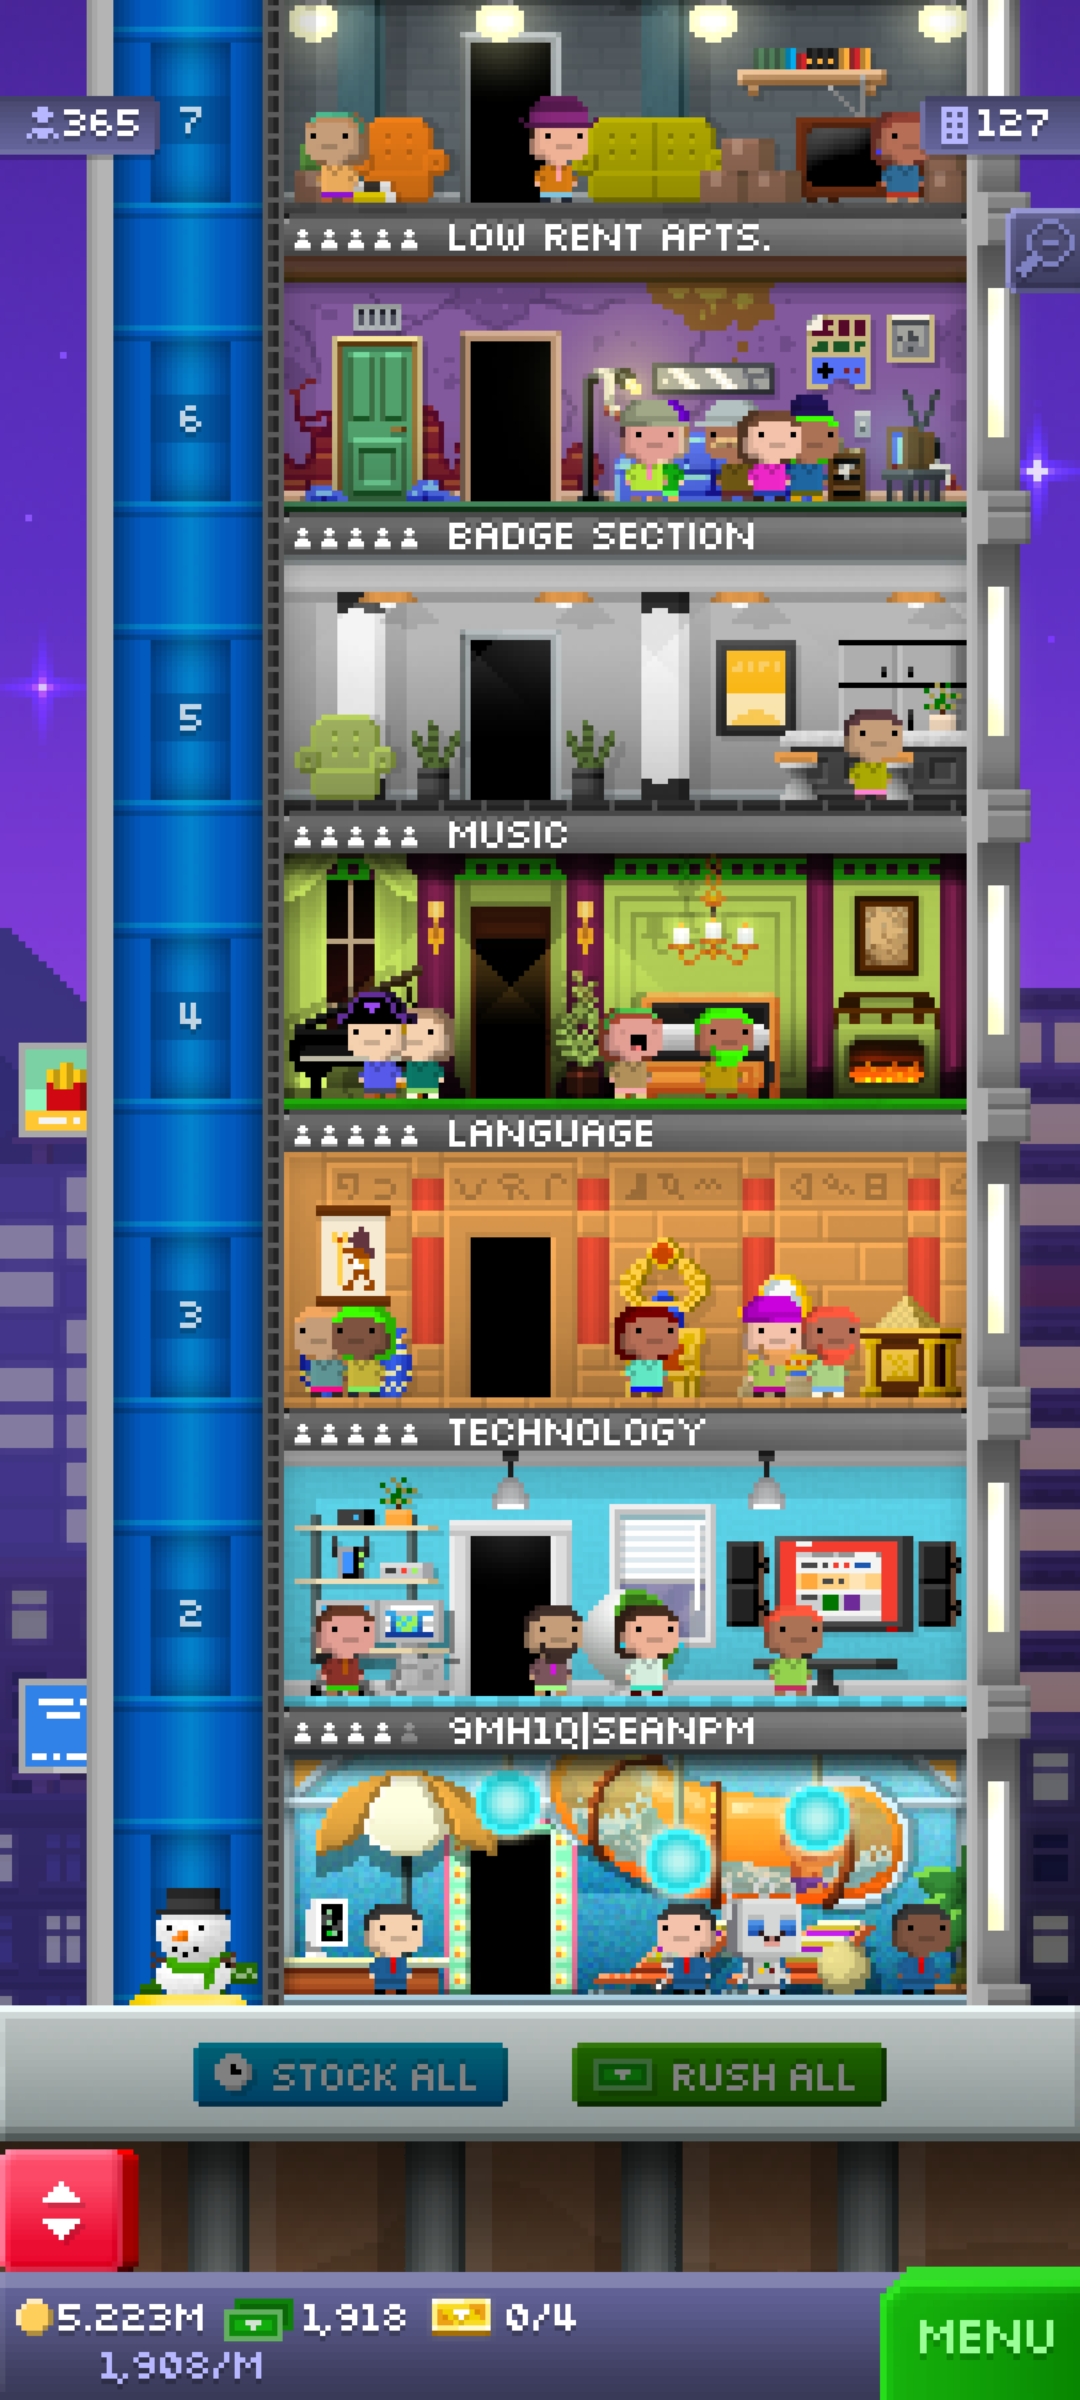 365
7
127
LOW RENT APTS.
6
BADGE SECTION
5
MUSIC
4
LANGUAGE
3
TECHNOLOGY
2
9MH1Q|SEANPM
STOCK ALL
RUSH ALL
5.223M
1,918
0/4
1,908/M
MENU